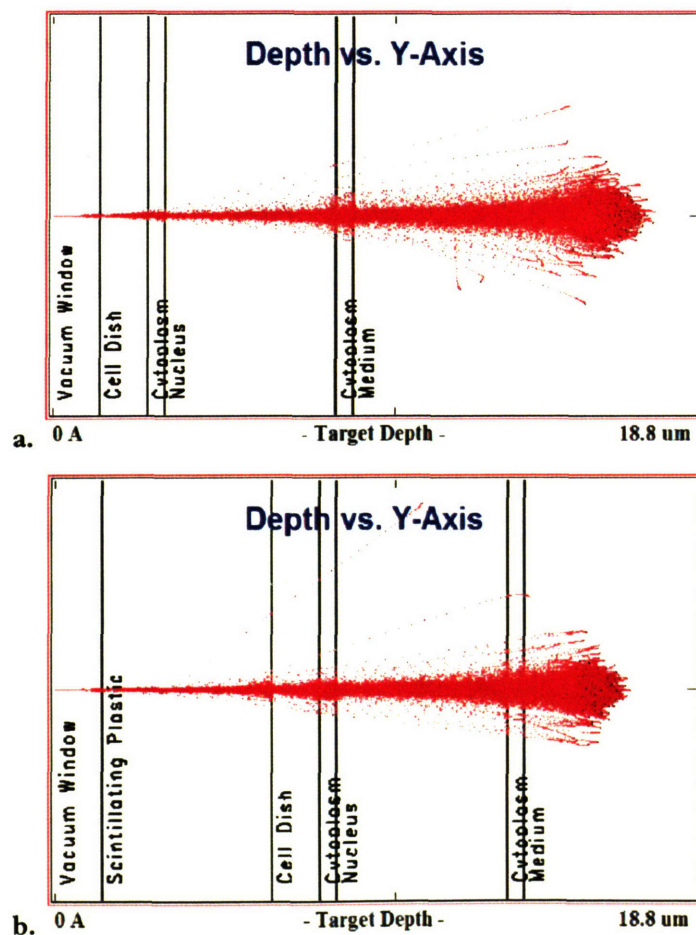 Depth vs. Y-Axis
Vacuum Window
Cell Dish
Cytoplasm
Nucleus
Cytoplasm
Medium
a.
0 A - Target Depth - 18.8 um
Depth vs. Y-Axis
Vacuum Window
Scintillating Plastic
Cell Dish
Cytoplasm
Nucleus
Cytoplasm
Medium
b.
0 A - Target Depth - 18.8 um